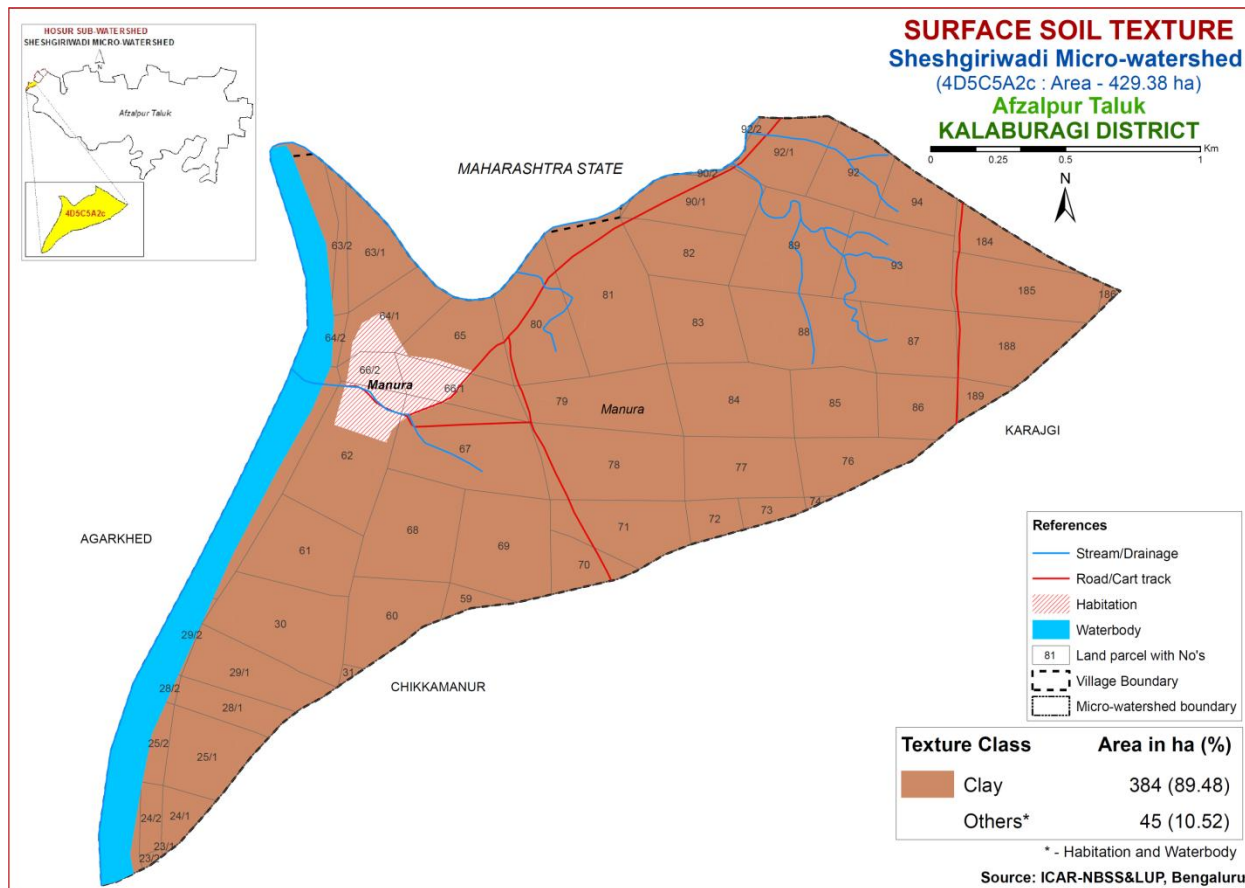 HOSUR SUB-WATERSHED
SHESHGIRIWADI MICRO-WATERSHED
N
Afzalpur Taluk
4D5C5A2c
SURFACE SOIL TEXTURE
Sheshgiriwadi Micro-watershed
(4D5C5A2c : Area - 429.38 ha)
Afzalpur Taluk
KALABURAGI DISTRICT
0 0.25 0.5 1 Km
N
MAHARASHTRA STATE
92/2
92/1
92
90/2
90/1
94
63/2
63/1
82
89
93
184
185
186
81
64/1
64/2
65
80
83
88
87
188
66/2
Manura
66/1
79
Manura
84
85
86
189
KARAJGI
62
67
78
77
76
74
73
72
71
AGARKHED
61
68
69
70
59
60
30
29/2
29/1
31
CHIKKAMANUR
28/2
28/1
25/2
25/1
24/2
24/1
23/1
23/2
References
Stream/Drainage
Road/Cart track
Habitation
Waterbody
81 Land parcel with No's
Village Boundary
Micro-watershed boundary
Texture Class Area in ha (%)
Clay 384 (89.48)
Others* 45 (10.52)
* - Habitation and Waterbody
Source: ICAR-NBSS&LUP, Bengaluru